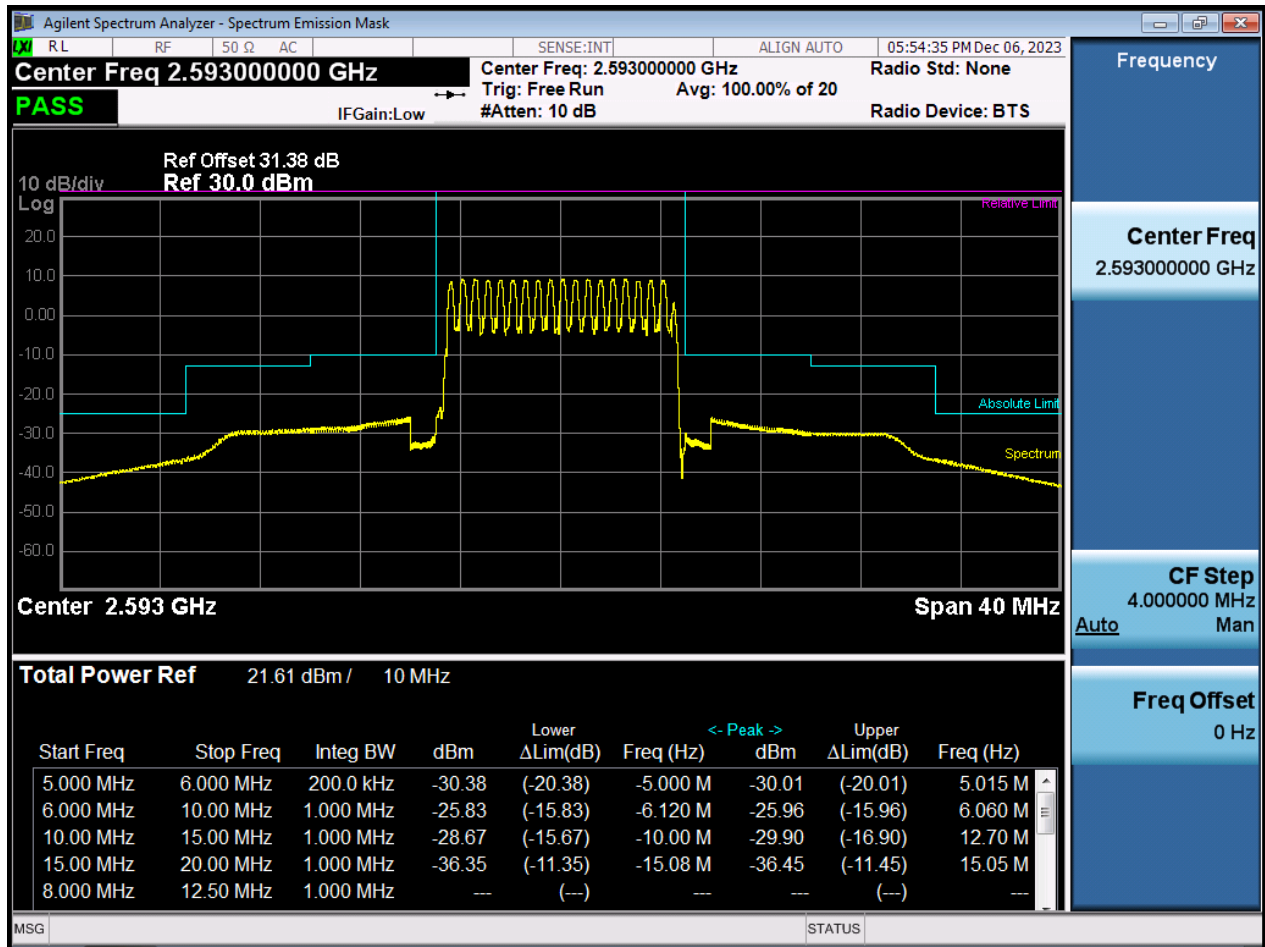 Agilent Spectrum Analyzer - Spectrum Emission Mask
LXI RL RF 50 Ω AC SENSE:INT ALIGN AUTO 05:54:35 PM Dec 06, 2023
Center Freq 2.593000000 GHz
PASS
IFGain:Low
Center Freq: 2.593000000 GHz
Trig: Free Run Avg: 100.00% of 20
#Atten: 10 dB
Radio Std: None
Radio Device: BTS
Ref Offset 31.38 dB
10 dB/div Ref 30.0 dBm
Log
Relative Limit
20.0
10.0
0.00
-10.0
-20.0
Absolute Limit
-30.0
Spectrum
-40.0
-50.0
-60.0
Center 2.593 GHz Span 40 MHz
Total Power Ref 21.61 dBm / 10 MHz
Lower <- Peak -> Upper
Start Freq Stop Freq Integ BW dBm ΔLim(dB) Freq (Hz) dBm ΔLim(dB) Freq (Hz)
5.000 MHz 6.000 MHz 200.0 kHz -30.38 (-20.38) -5.000 M -30.01 (-20.01) 5.015 M
6.000 MHz 10.00 MHz 1.000 MHz -25.83 (-15.83) -6.120 M -25.96 (-15.96) 6.060 M
10.00 MHz 15.00 MHz 1.000 MHz -28.67 (-15.67) -10.00 M -29.90 (-16.90) 12.70 M
15.00 MHz 20.00 MHz 1.000 MHz -36.35 (-11.35) -15.08 M -36.45 (-11.45) 15.05 M
8.000 MHz 12.50 MHz 1.000 MHz --- (---) --- --- (---) ---
MSG STATUS
Frequency
Center Freq
2.593000000 GHz
CF Step
4.000000 MHz
Auto Man
Freq Offset
0 Hz